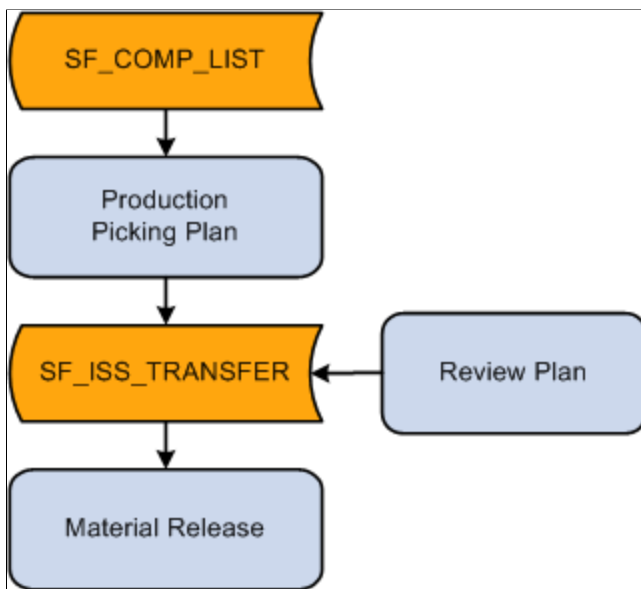 SF_COMP_LIST
Production
Picking Plan
SF_ISS_TRANSFER
Review Plan
Material Release